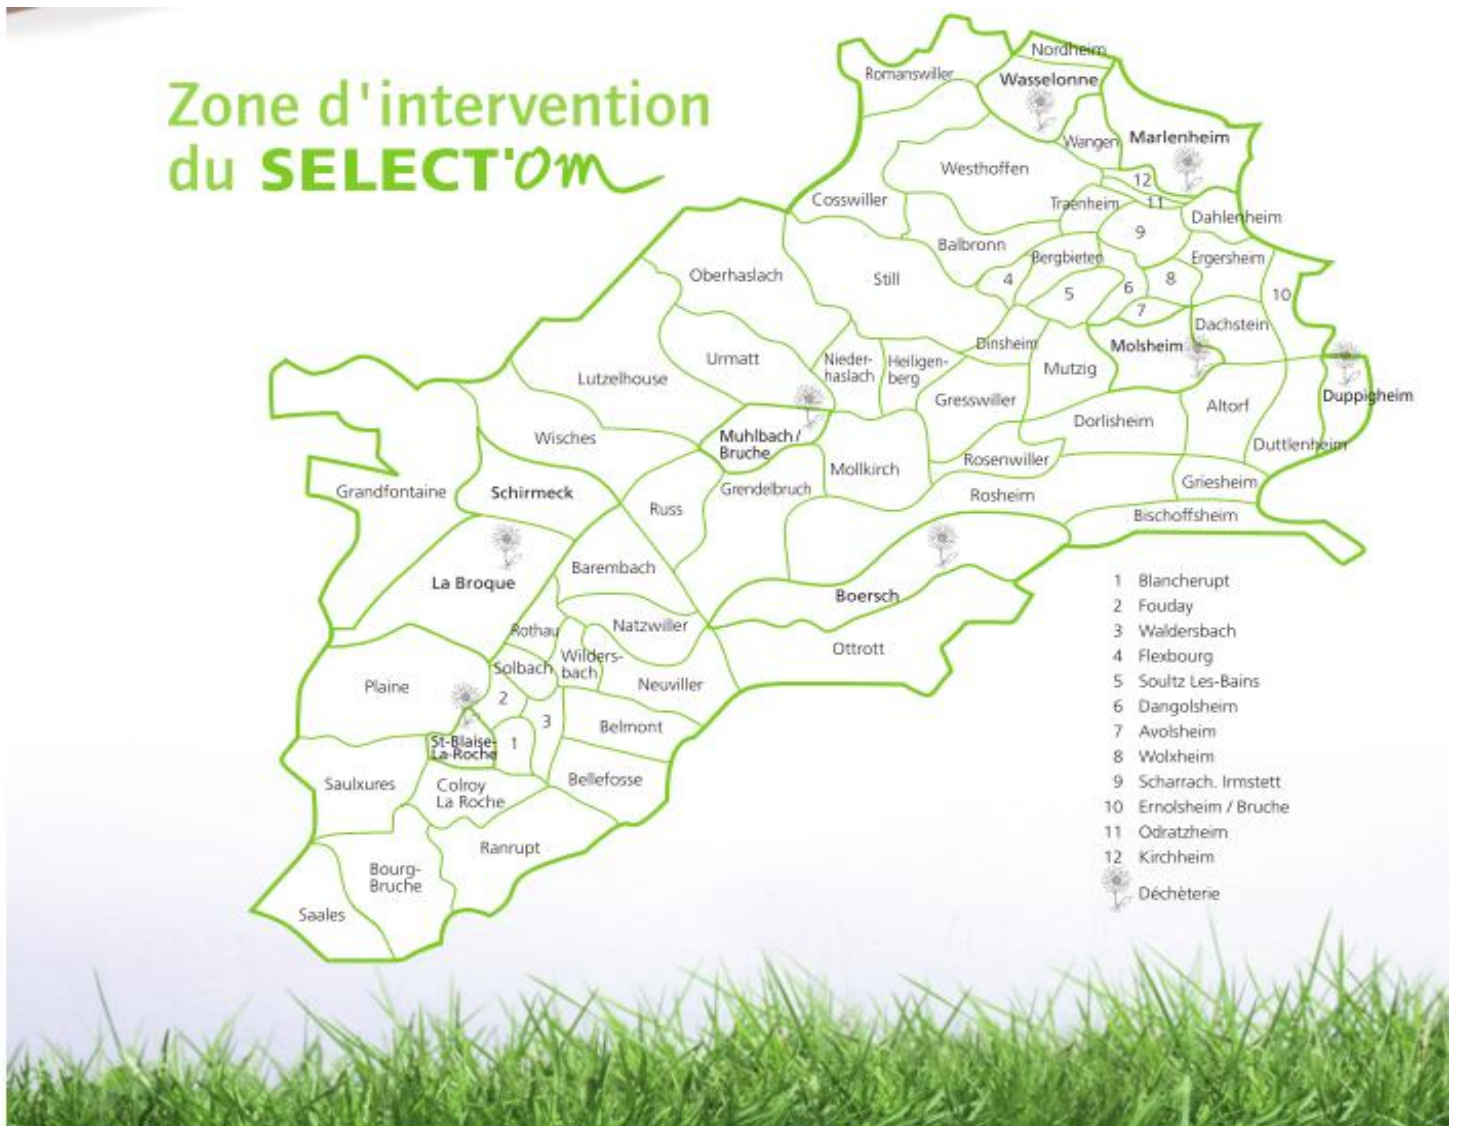 Zone d'intervention
du SELECT'Om
Nordheim
Romanswiller
Wasselonne
Wangen
Marlenheim
Westhoffen
12
Cosswiller
Traenheim
11
Dahlenheim
9
Balbronn
Bergbieten
Ergersheim
Oberhaslach
Still
4
5
6
8
10
7
Dachstein
Dinsheim
Molsheim
Urmatt
Nieder-
haslach
Heiligen-
berg
Mutzig
Lutzelhouse
Gresswiller
Altorf
Duppigheim
Dorlisheim
Wisches
Muhlbach /
Bruche
Duttlenheim
Mollkirch
Rosenwiller
Grandfontaine
Schirmeck
Grendelbruch
Griesheim
Rosheim
Russ
Bischoffsheim
Barembach
La Broque
Boersch
Rothau
Natzwiller
Ottrott
Solbach
Wilders-
bach
Plaine
Neuviller
2
3
Belmont
St-Blaise-
La-Roche
1
Saulxures
Colroy
La Roche
Bellefosse
Ranrupt
Bourg-
Bruche
Saales
1 Blancherupt
2 Fouday
3 Waldersbach
4 Flexbourg
5 Soultz Les-Bains
6 Dangolsheim
7 Avolsheim
8 Wolxheim
9 Scharrach. Irmstett
10 Ernolsheim / Bruche
11 Odratzheim
12 Kirchheim
Déchèterie